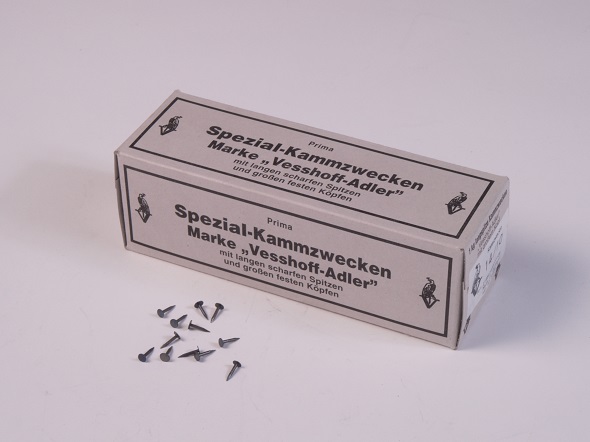 Prima
Spezial-Kammzwecken
Marke „Vesshoff-Adler”
mit langen scharfen Spitzen
und großen festen Köpfen
Prima
Spezial-Kammzwecken
Marke „Vesshoff-Adler”
mit langen scharfen Spitzen
und großen festen Köpfen